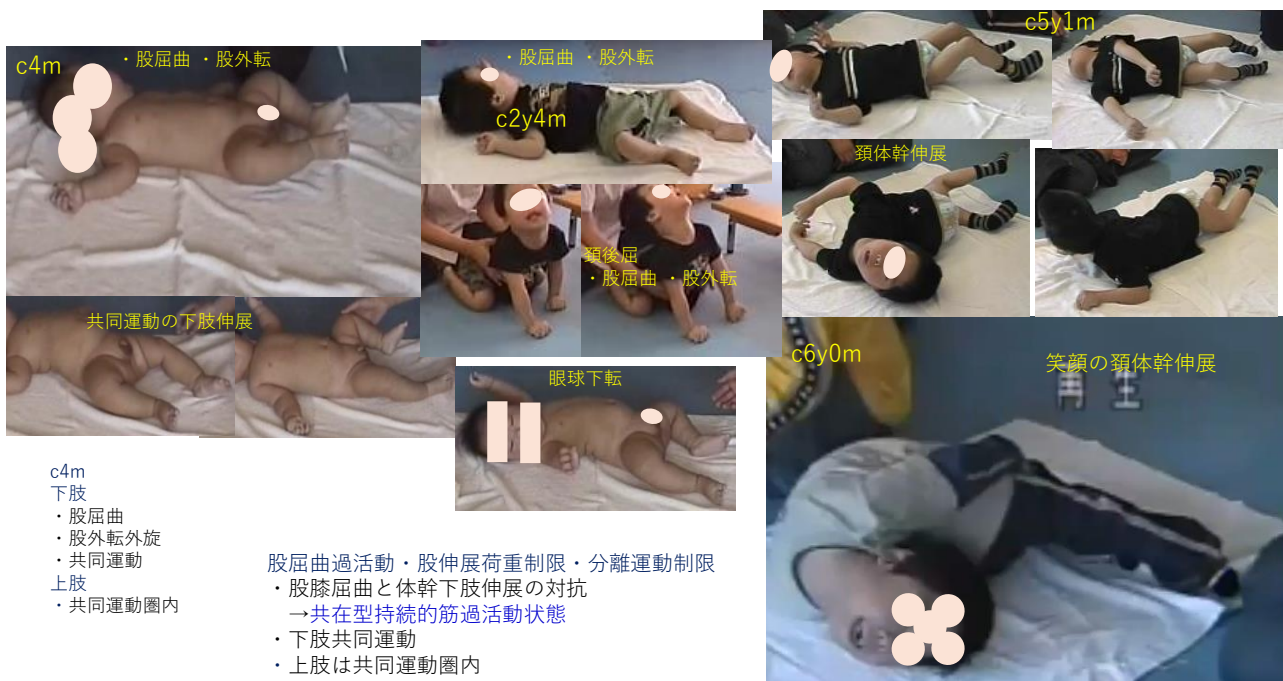 c4m
・股屈曲 ・股外転
共同運動の下肢伸展
・股屈曲 ・股外転
c2y4m
頚後屈
・股屈曲 ・股外転
眼球下転
c5y1m
頚体幹伸展
c6y0m
笑顔の頚体幹伸展
再生
c4m
下肢
・股屈曲
・股外転外旋
・共同運動
上肢
・共同運動圏内
股屈曲過活動・股伸展荷重制限・分離運動制限
・股膝屈曲と体幹下肢伸展の対抗
→共在型持続的筋過活動状態
・下肢共同運動
・上肢は共同運動圏内